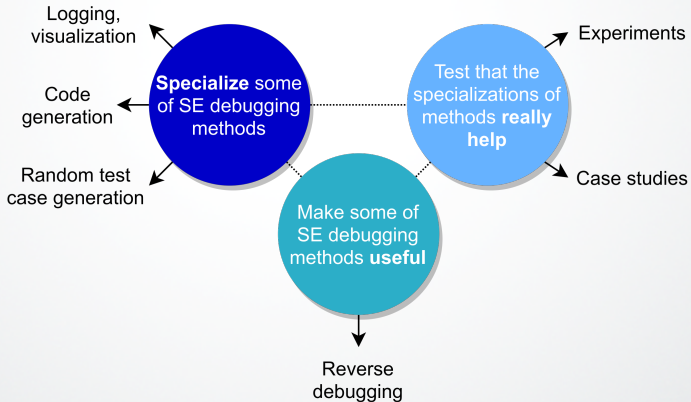 Logging,
visualization
Code
generation
Random test
case generation
Specialize some
of SE debugging
methods
Test that the
specializations of
methods really
help
Experiments
Case studies
Make some of
SE debugging
methods useful
Reverse
debugging